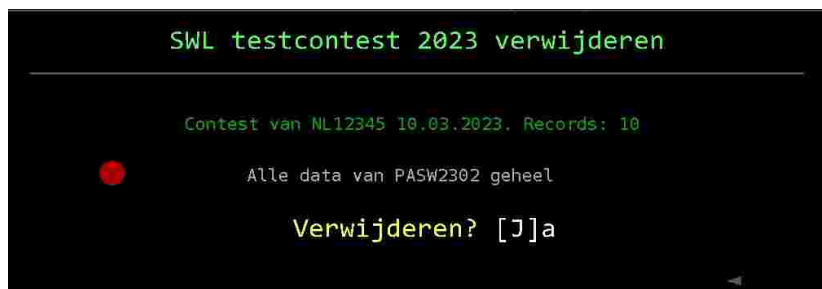 SWL testcontest 2023 verwijderen
Contest van NL12345 10.03.2023. Records: 10
Alle data van PASW2302 geheel
Verwijderen? [J]a